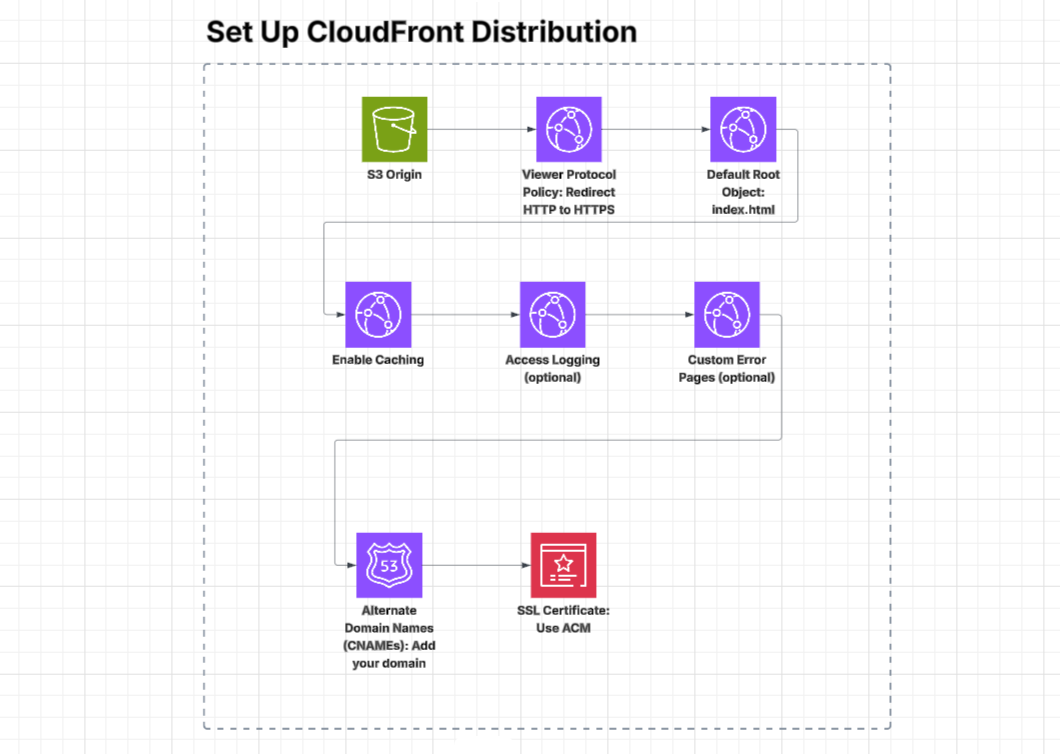 Set Up CloudFront Distribution
S3 Origin
Viewer Protocol
Policy: Redirect
HTTP to HTTPS
Default Root
Object:
index.html
Enable Caching
Access Logging
(optional)
Custom Error
Pages (optional)
53
Alternate
Domain Names
(CNAMEs): Add
your domain
SSL Certificate:
Use ACM